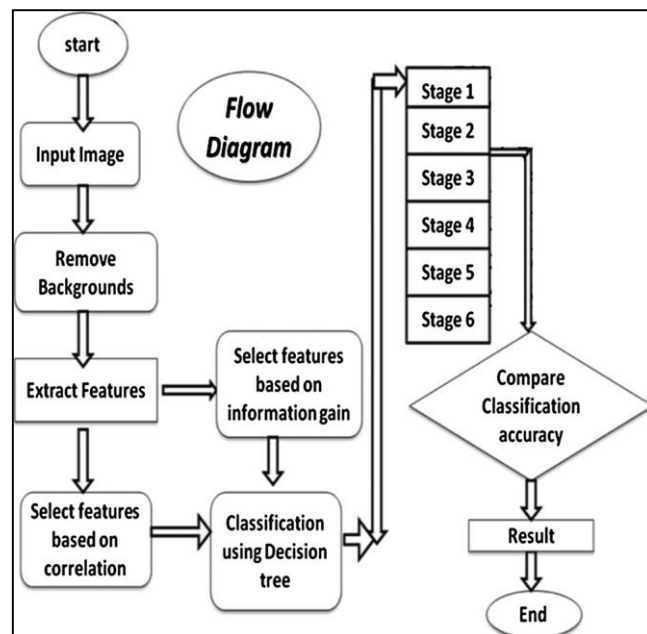 start
Flow
Diagram
Input Image
Remove
Backgrounds
Extract Features
Select features
based on
information gain
Select features
based on
correlation
Classification
using Decision
tree
Stage 1
Stage 2
Stage 3
Stage 4
Stage 5
Stage 6
Compare
Classification
accuracy
Result
End